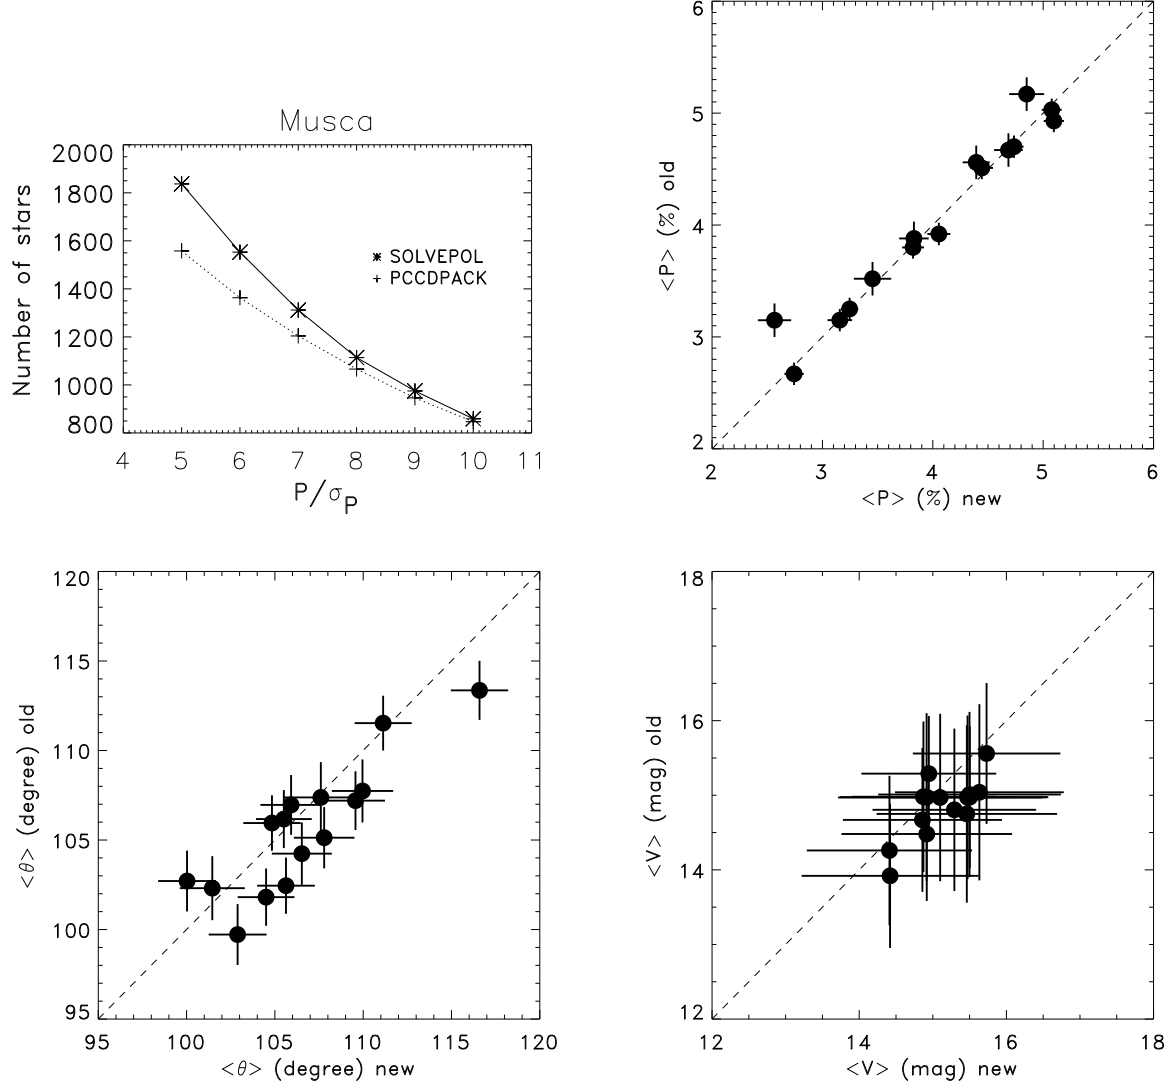 Musca
2000
1800
1600
1400
1200
1000
800
4 5 6 7 8 9 10 11
Number of stars
P/σP
SOLVEPOL
PCCDPACK
6
5
4
3
2
2 3 4 5 6
<P> (%) old
<P> (%) new
120
115
110
105
100
95
95 100 105 110 115 120
<θ> (degree) old
<θ> (degree) new
18
16
14
12
12 14 16 18
<V> (mag) old
<V> (mag) new